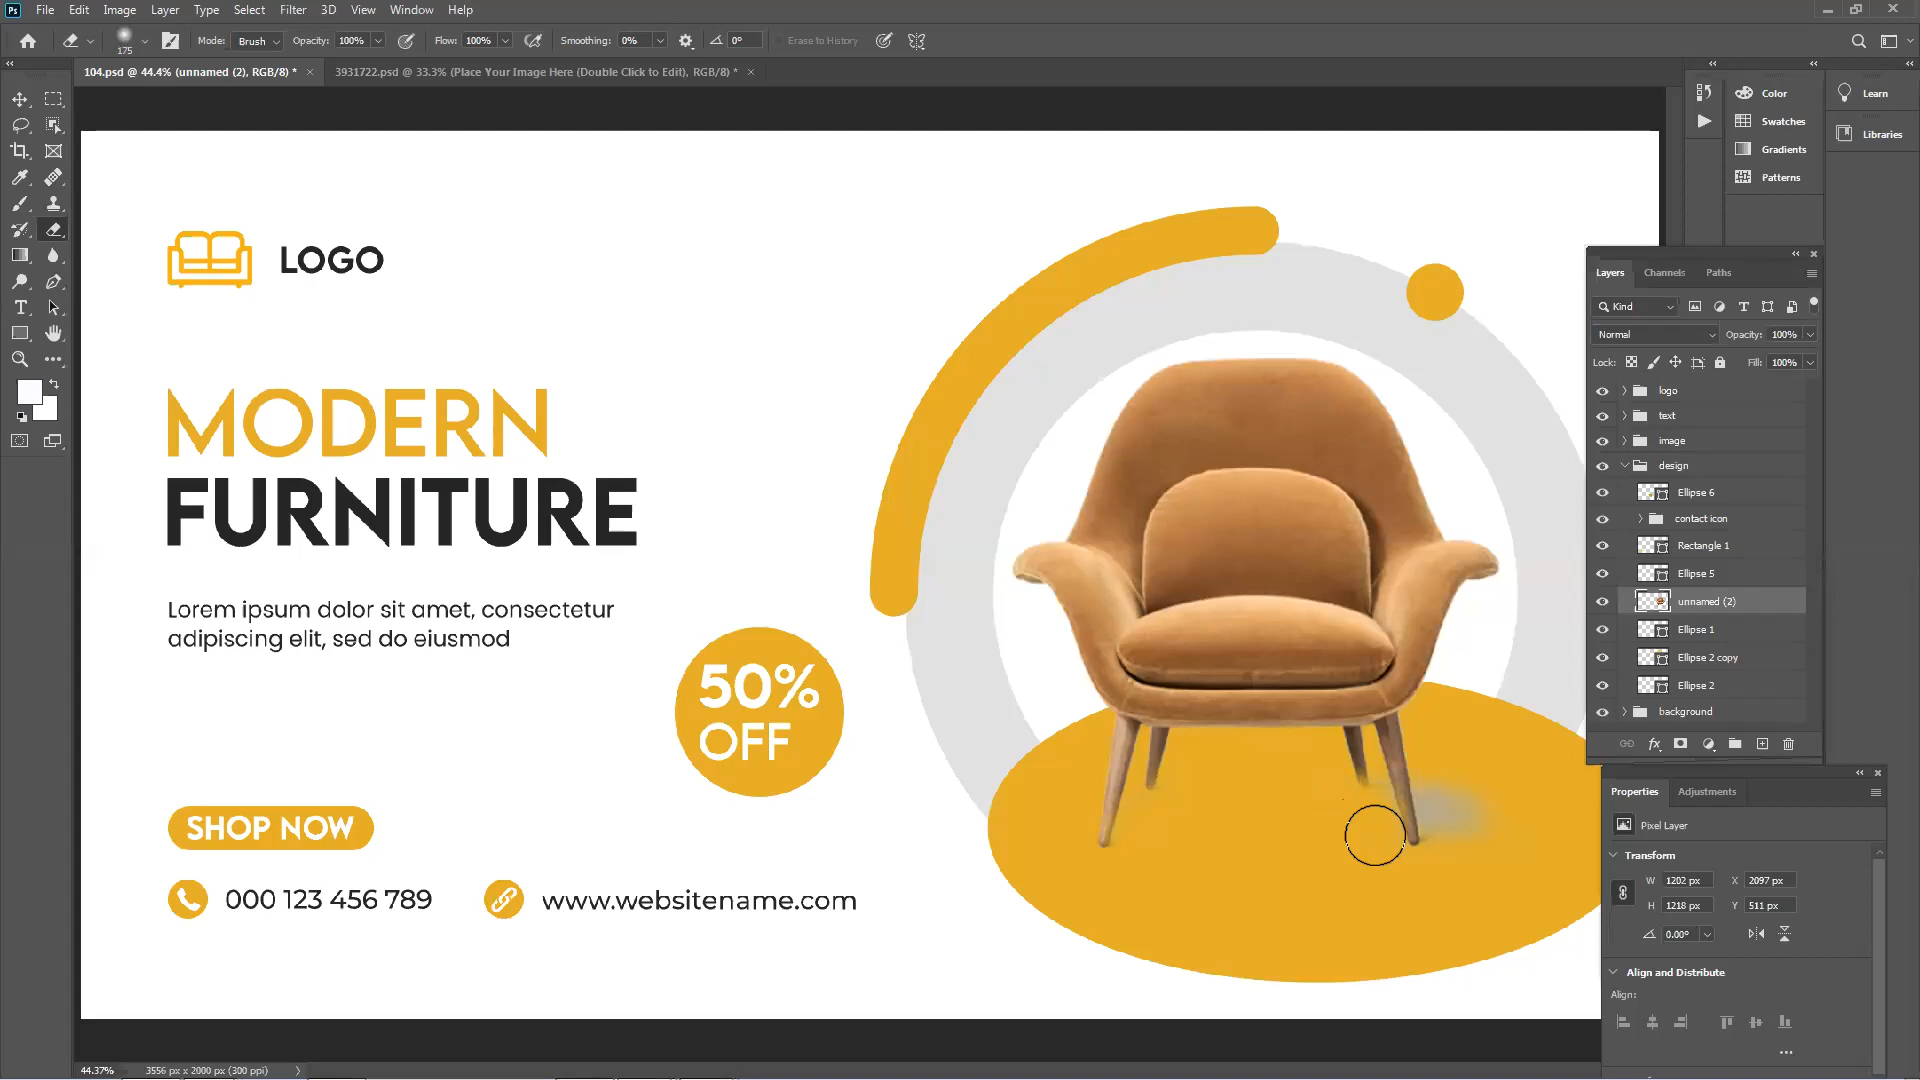 Ps File Edit Image Layer Type Select Filter 3D View Window Help
175 Mode: Brush Opacity: 100% Flow: 100% Smoothing: 0% 0° Erase to History
104.psd @ 44.4% (unnamed (2), RGB/8) * 3931722.psd @ 33.3% (Place Your Image Here (Double Click to Edit), RGB/8) *
Color
Swatches
Gradients
Patterns
Learn
Libraries
LOGO
MODERN
FURNITURE
Lorem ipsum dolor sit amet, consectetur
adipiscing elit, sed do eiusmod
50%
OFF
SHOP NOW
000 123 456 789
www.websitename.com
Layers Channels Paths
Kind
Normal Opacity: 100%
Lock: Fill: 100%
logo
text
image
design
Ellipse 6
contact icon
Rectangle 1
Ellipse 5
unnamed (2)
Ellipse 1
Ellipse 2 copy
Ellipse 2
background
fx
Properties Adjustments
Pixel Layer
Transform
W 1202 px X 2097 px
H 1218 px Y 511 px
0.00°
Align and Distribute
Align:
44.37% 3556 px x 2000 px (300 ppi)